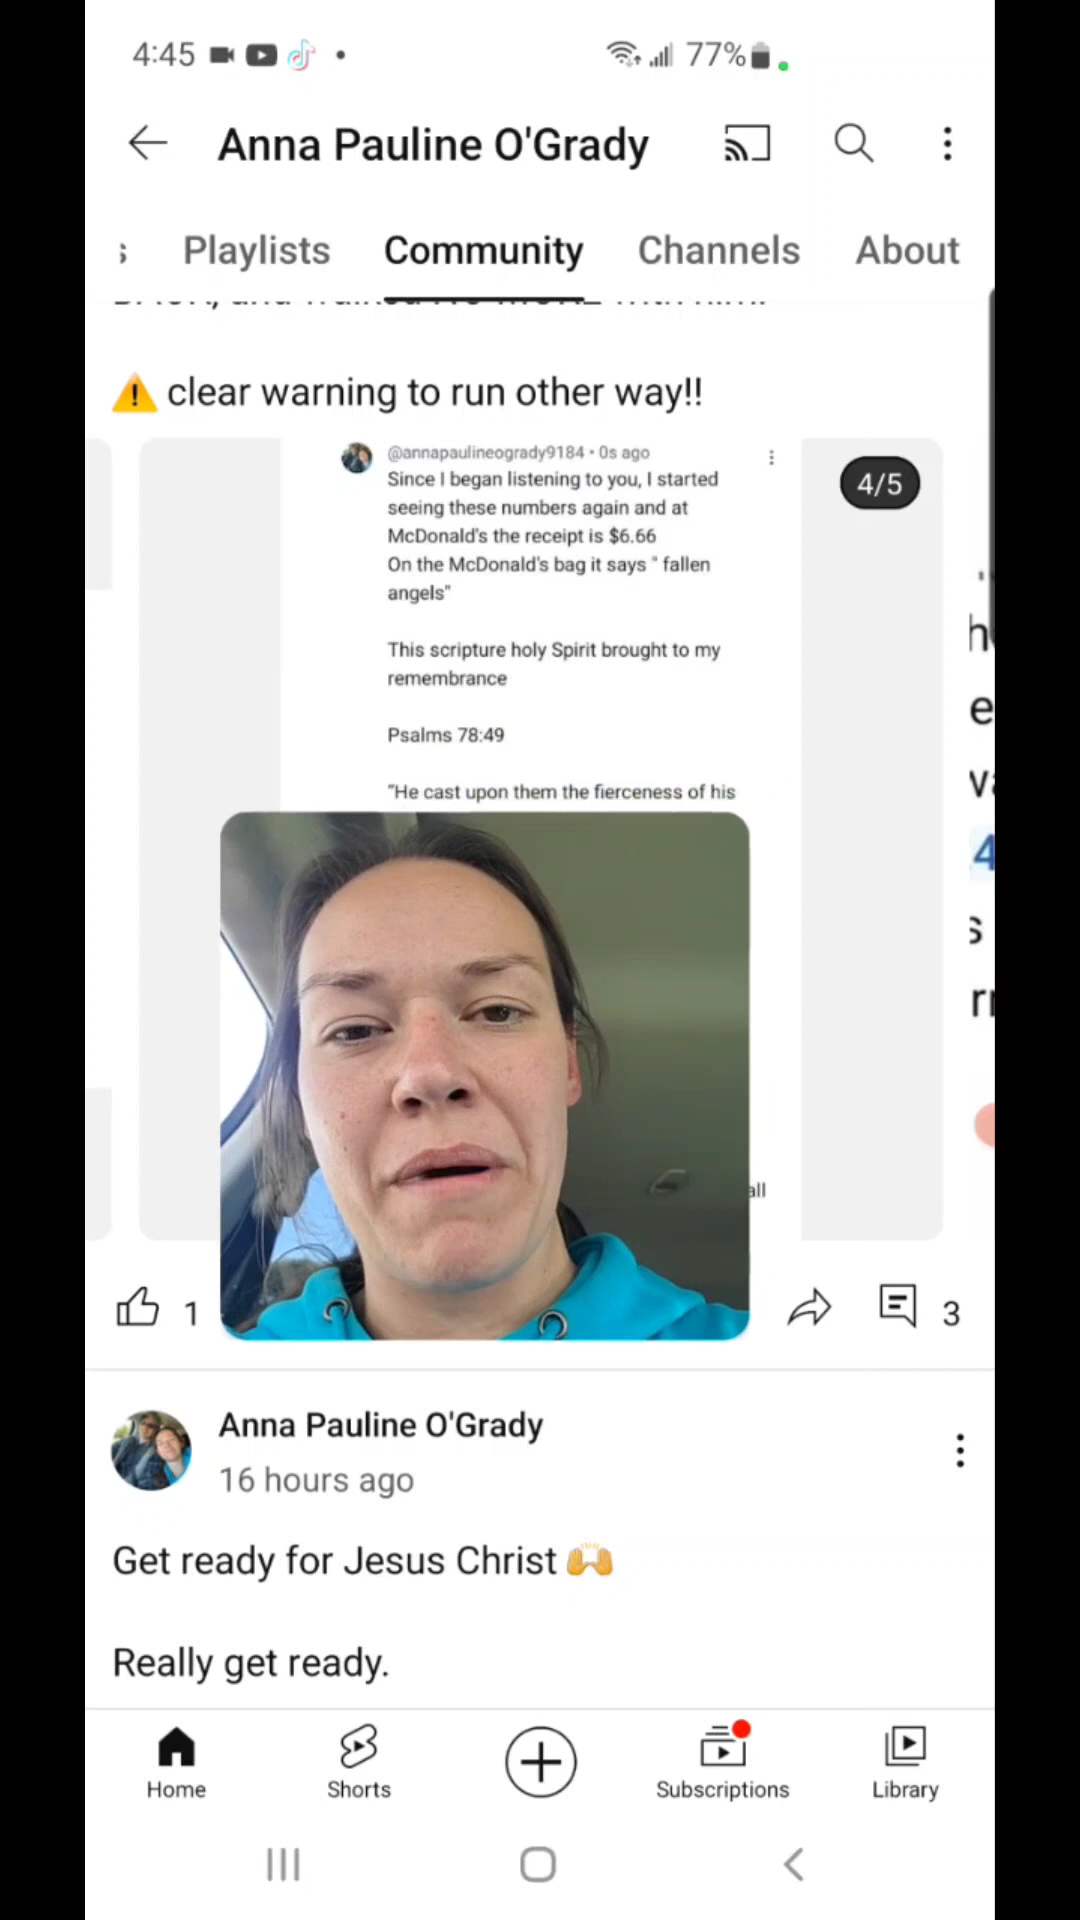 4:45
77%
Anna Pauline O'Grady
s Playlists Community Channels About
clear warning to run other way!!
@annapaulineogrady9184 • 0s ago
4/5
Since I began listening to you, I started
seeing these numbers again and at
McDonald's the receipt is $6.66
On the McDonald's bag it says " fallen
angels"
This scripture holy Spirit brought to my
remembrance
Psalms 78:49
"He cast upon them the fierceness of his
all
1
3
Anna Pauline O'Grady
16 hours ago
Get ready for Jesus Christ 🙌
Really get ready.
Home Shorts Subscriptions Library